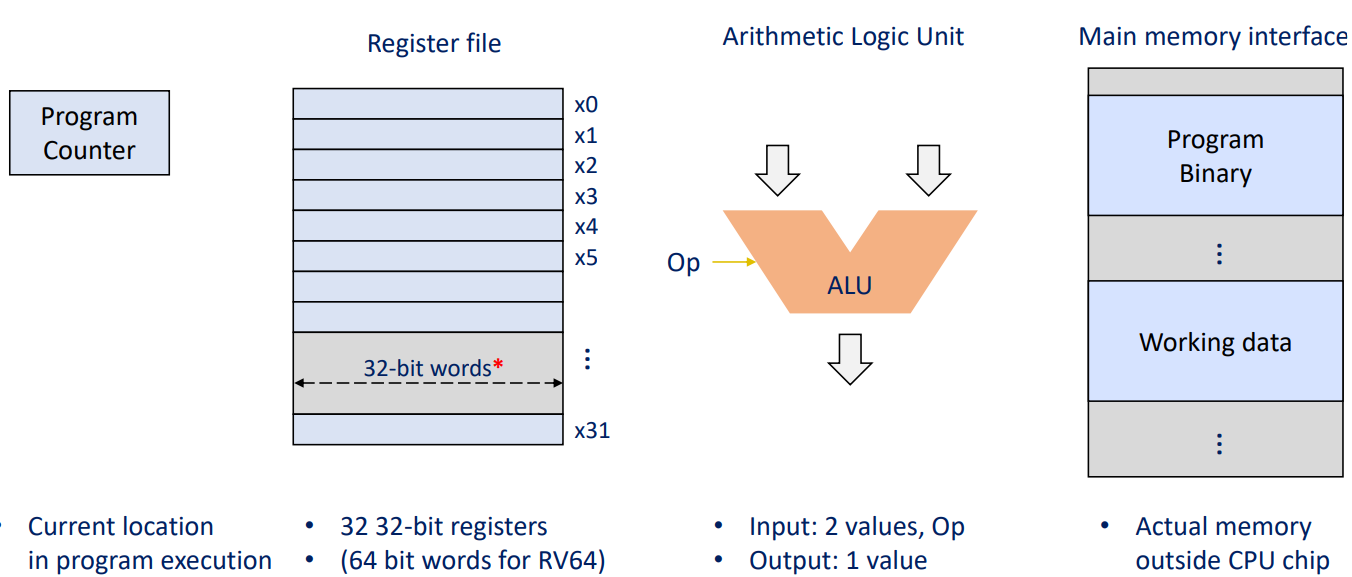 Register file
Arithmetic Logic Unit
Main memory interface
Program
Counter
x0
x1
x2
x3
x4
x5
32-bit words*
⋮
x31
Op
ALU
Program
Binary
⋮
Working data
⋮
• Current location
in program execution
• 32 32-bit registers
• (64 bit words for RV64)
• Input: 2 values, Op
• Output: 1 value
• Actual memory
outside CPU chip